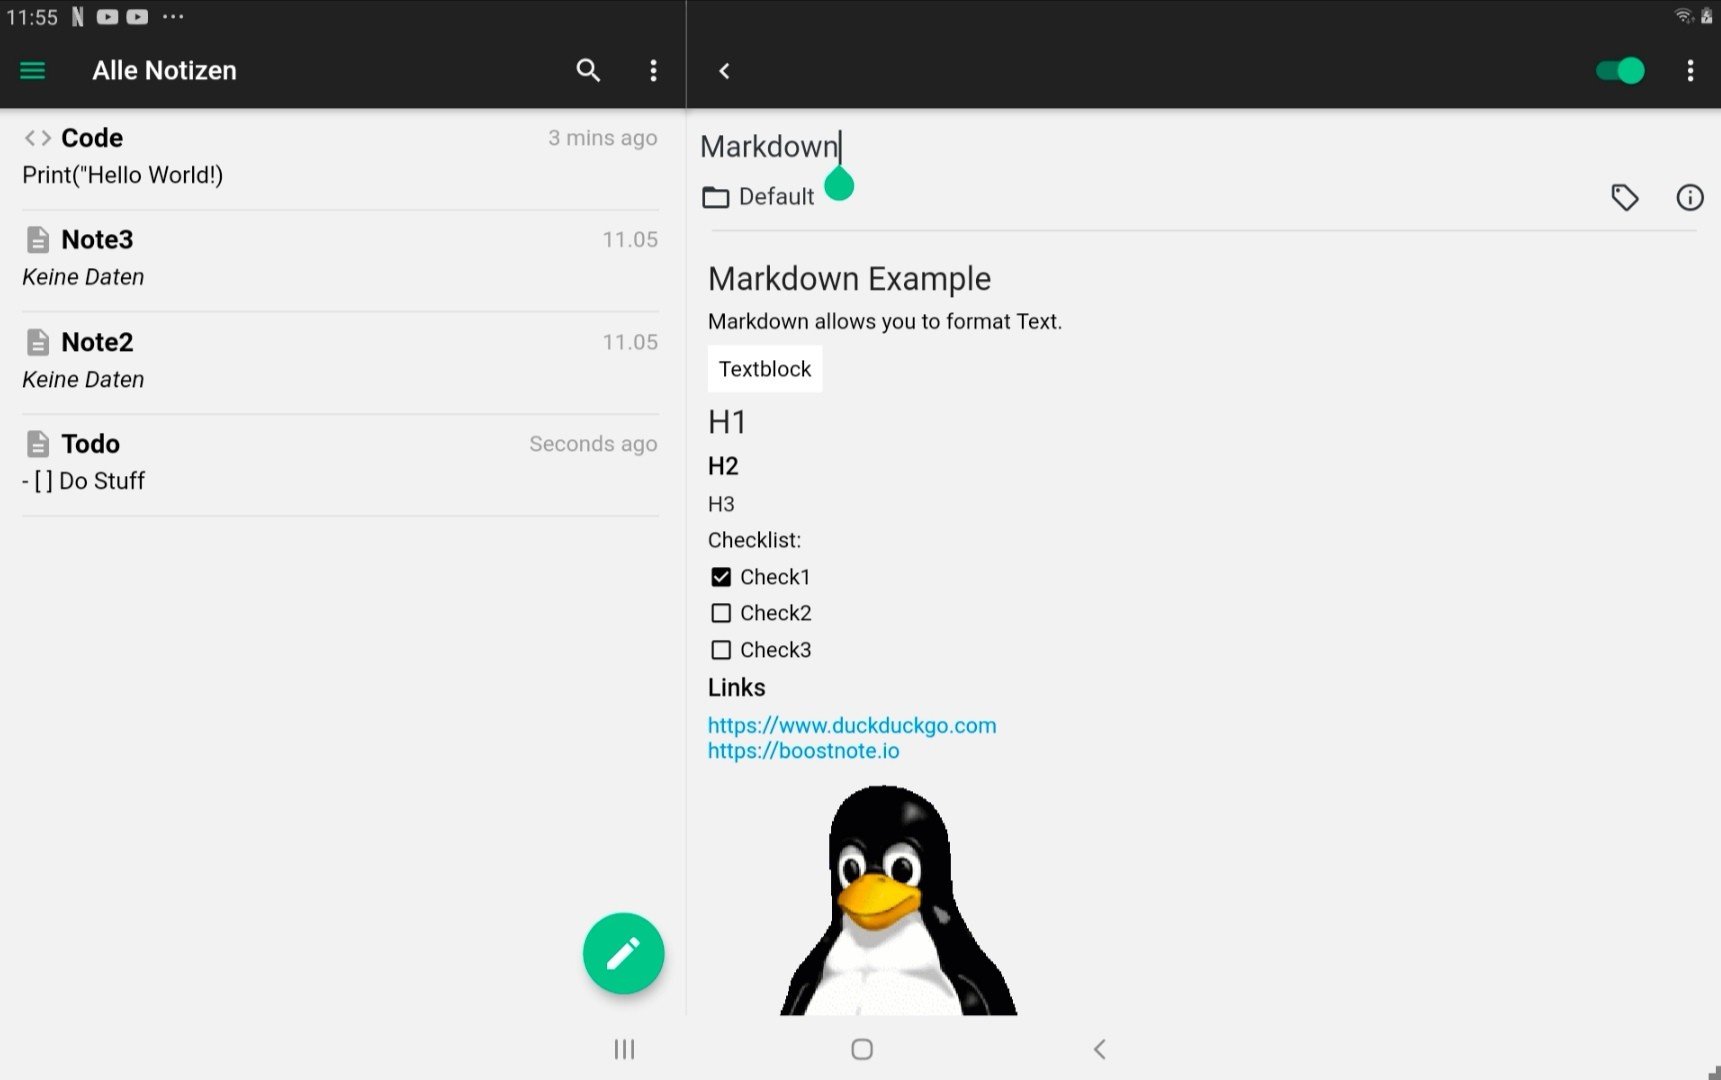 11:55
Alle Notizen
Code
3 mins ago
Print("Hello World!)
Note3
11.05
Keine Daten
Note2
11.05
Keine Daten
Todo
Seconds ago
- [ ] Do Stuff
Markdown
Default
Markdown Example
Markdown allows you to format Text.
Textblock
H1
H2
H3
Checklist:
Check1
Check2
Check3
Links
https://www.duckduckgo.com
https://boostnote.io